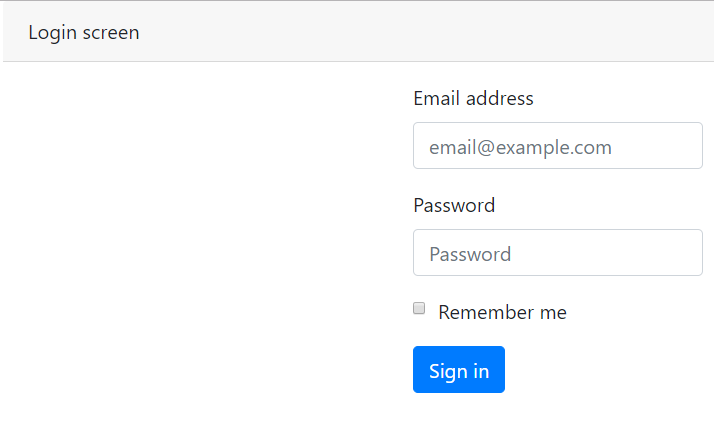 Login screen
Email address
email@example.com
Password
Password
Remember me
Sign in